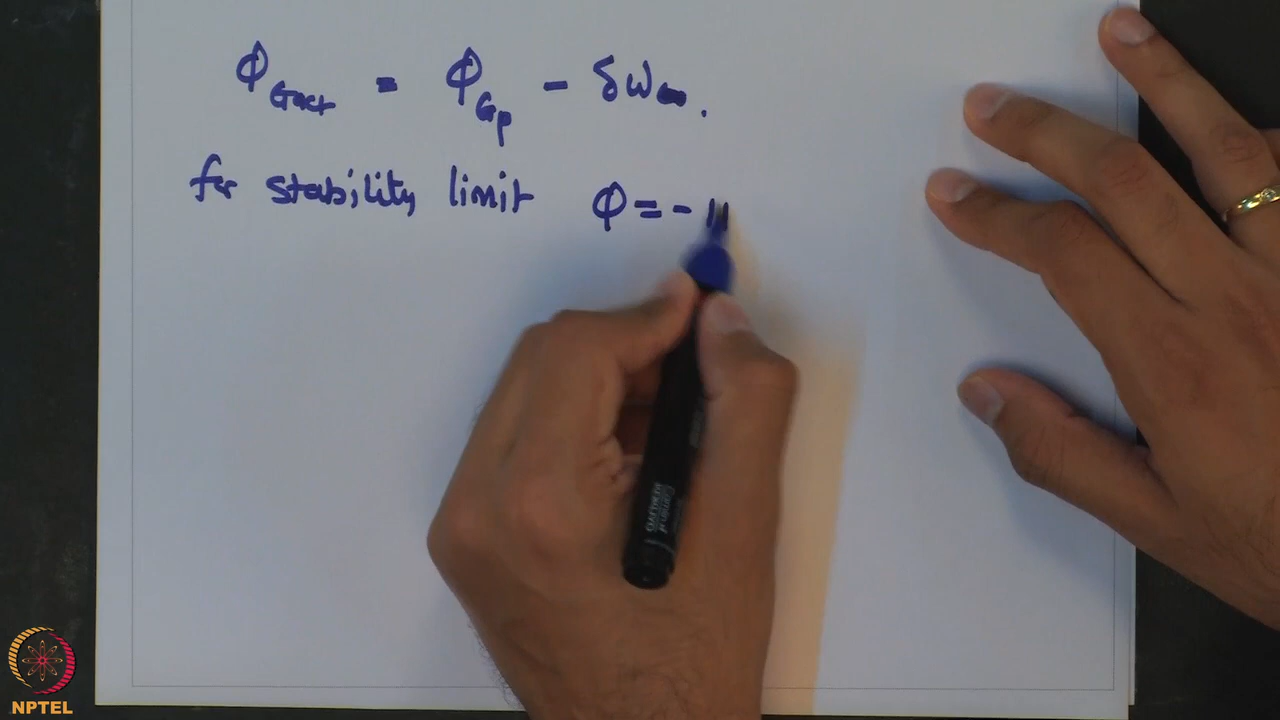 ΦGact = ΦGp - δω.
for stability limit Φ = -
NPTEL